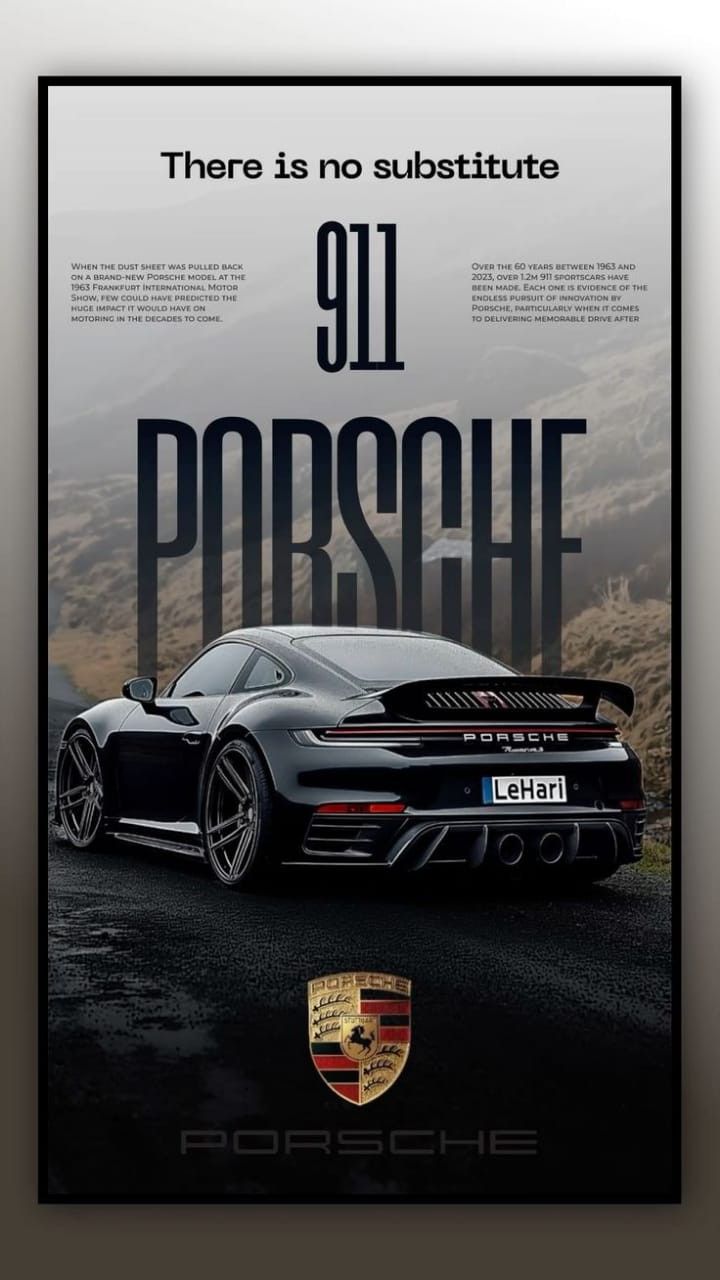 There is no substitute
911
When the dust sheet was pulled back
on a brand-new Porsche model at the
1963 Frankfurt International Motor
Show, few could have predicted the
huge impact it would have on
motoring in the decades to come.
Over the 60 years between 1963 and
2023, over 1.2m 911 sportscars have
been made. Each one is evidence of the
endless pursuit of innovation by
Porsche, particularly when it comes
to delivering memorable drive after
PORSCHE
PORSCHE
LeHari
PORSCHE
STUTTGART
PORSCHE